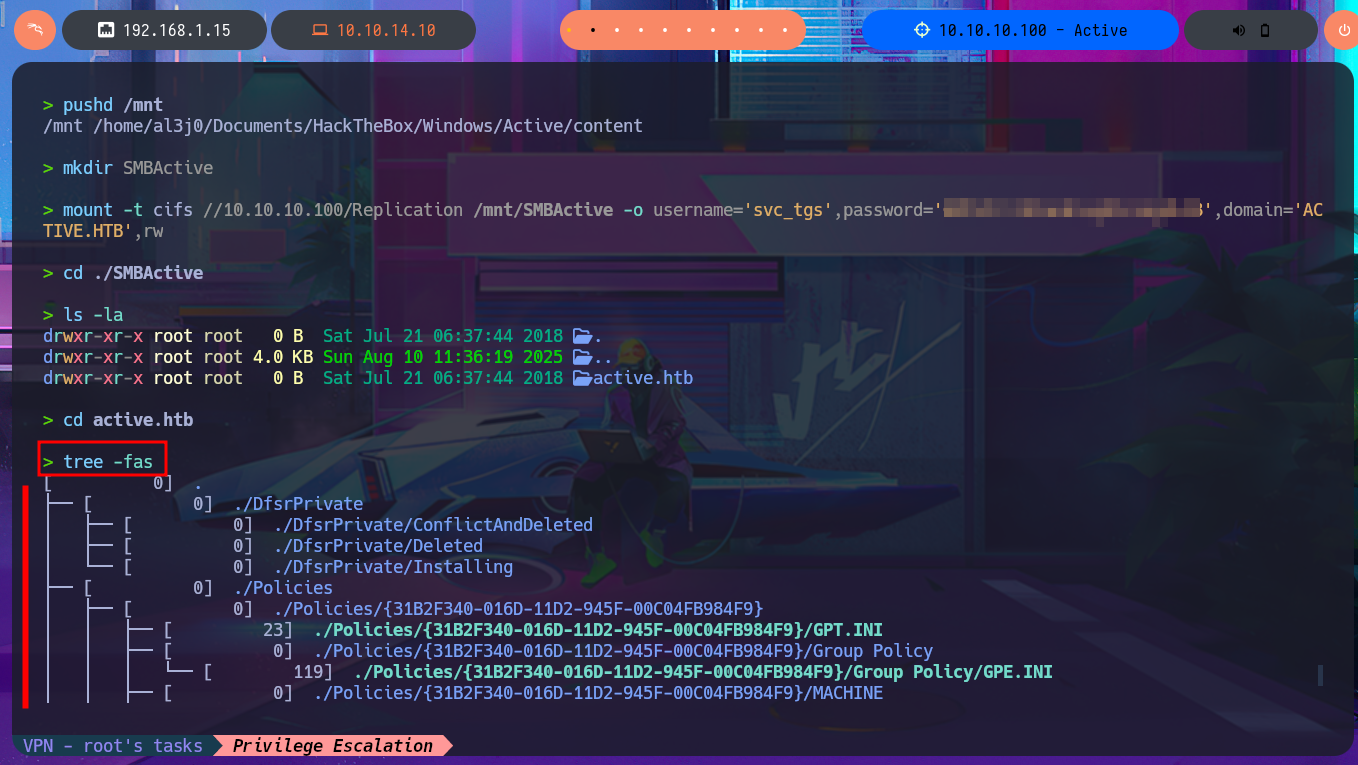 192.168.1.15 10.10.14.10 10.10.10.100 - Active
> pushd /mnt
/mnt /home/al3j0/Documents/HackTheBox/Windows/Active/content
> mkdir SMBActive
> mount -t cifs //10.10.10.100/Replication /mnt/SMBActive -o username='svc_tgs',password=' 3',domain='AC
TIVE.HTB',rw
> cd ./SMBActive
> ls -la
drwxr-xr-x root root 0 B Sat Jul 21 06:37:44 2018 .
drwxr-xr-x root root 4.0 KB Sun Aug 10 11:36:19 2025 ..
drwxr-xr-x root root 0 B Sat Jul 21 06:37:44 2018 active.htb
> cd active.htb
> tree -fas
[ 0] .
├── [ 0] ./DfsrPrivate
│ ├── [ 0] ./DfsrPrivate/ConflictAndDeleted
│ ├── [ 0] ./DfsrPrivate/Deleted
│ └── [ 0] ./DfsrPrivate/Installing
├── [ 0] ./Policies
│ ├── [ 0] ./Policies/{31B2F340-016D-11D2-945F-00C04FB984F9}
│ │ ├── [ 23] ./Policies/{31B2F340-016D-11D2-945F-00C04FB984F9}/GPT.INI
│ │ ├── [ 0] ./Policies/{31B2F340-016D-11D2-945F-00C04FB984F9}/Group Policy
│ │ │ └── [ 119] ./Policies/{31B2F340-016D-11D2-945F-00C04FB984F9}/Group Policy/GPE.INI
│ │ ├── [ 0] ./Policies/{31B2F340-016D-11D2-945F-00C04FB984F9}/MACHINE
VPN - root's tasks Privilege Escalation